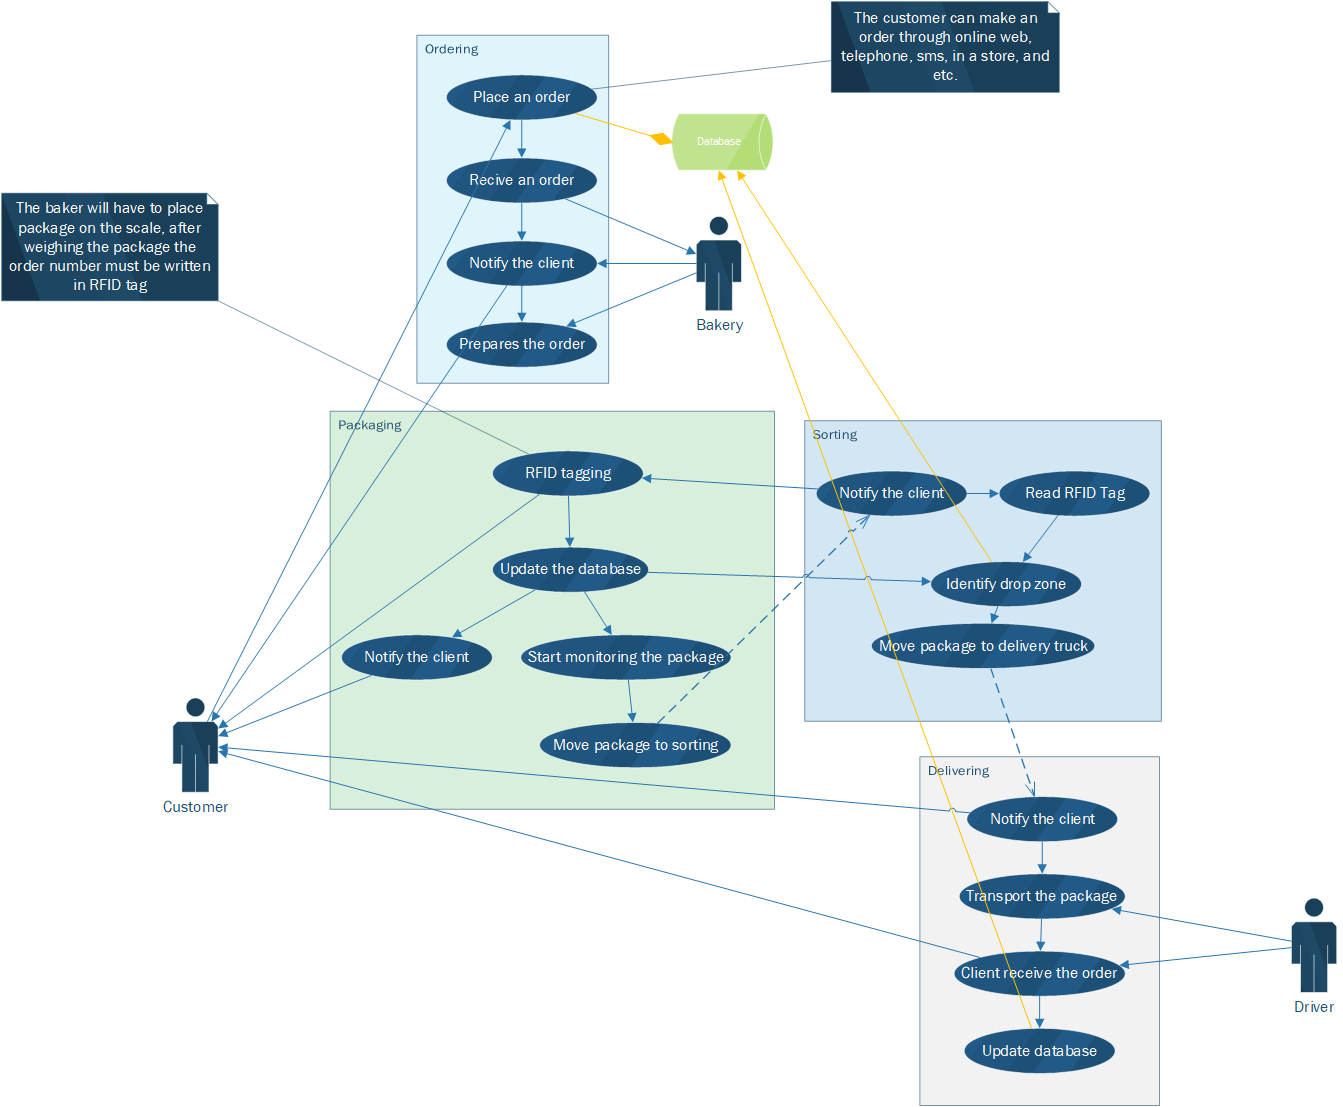 The customer can make an
order through online web,
telephone, sms, in a store, and
etc.
Ordering
Place an order
Database
Recive an order
The baker will have to place
package on the scale, after
weighing the package the
order number must be written
in RFID tag
Notify the client
Bakery
Prepares the order
Packaging
RFID tagging
Update the database
Notify the client
Start monitoring the package
Move package to sorting
Sorting
Notify the client
Read RFID Tag
Identify drop zone
Move package to delivery truck
Customer
Delivering
Notify the client
Transport the package
Client receive the order
Update database
Driver